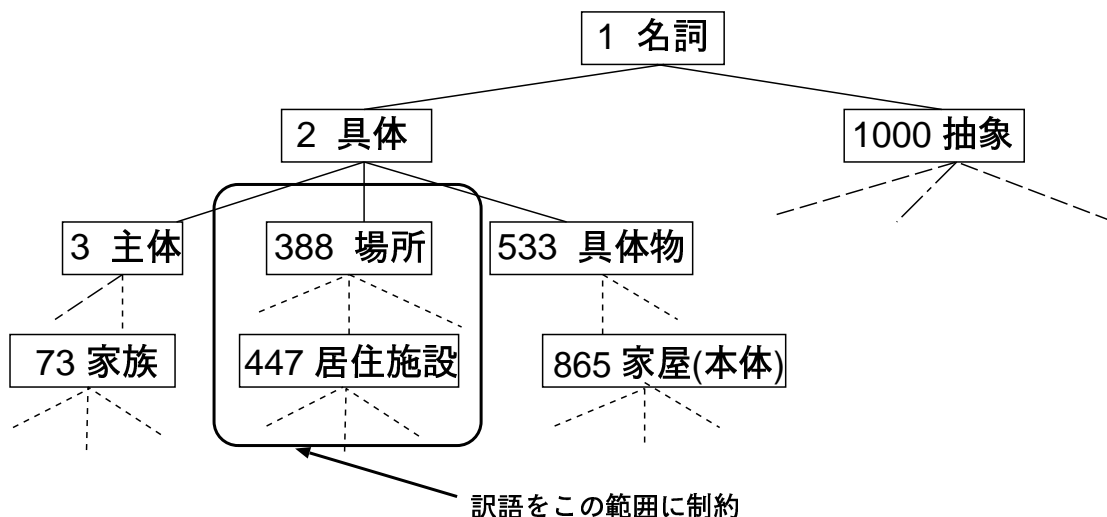 1 名詞
2 具体
1000 抽象
3 主体
388 場所
533 具体物
73 家族
447 居住施設
865 家屋(本体)
訳語をこの範囲に制約